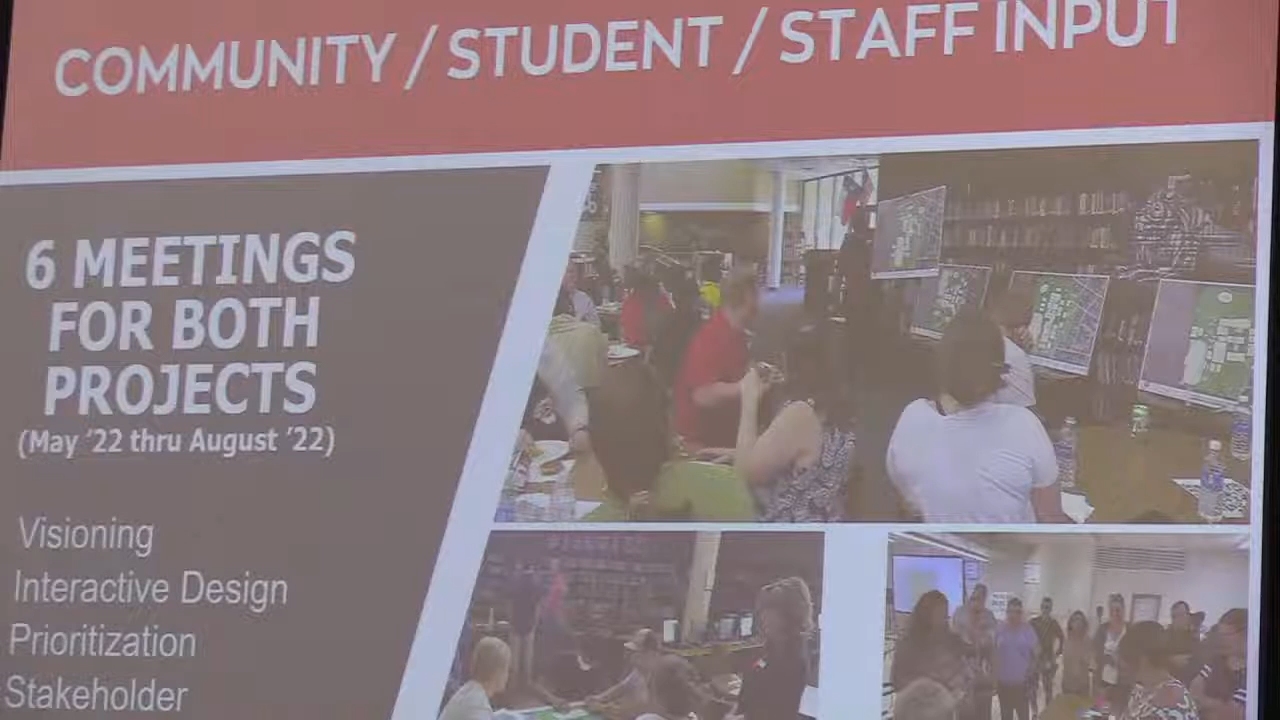 COMMUNITY / STUDENT / STAFF INPUT
6 MEETINGS
FOR BOTH
PROJECTS
(May '22 thru August '22)
Visioning
Interactive Design
Prioritization
Stakeholder